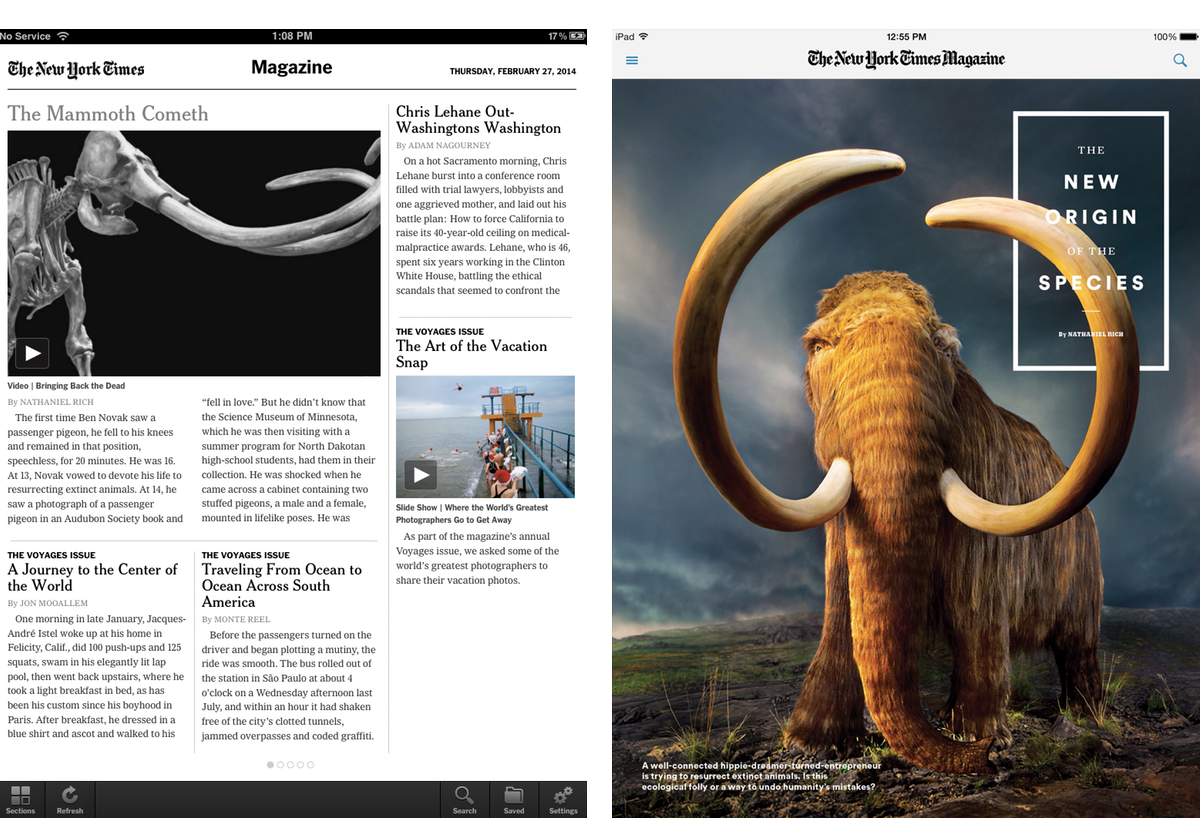 No Service
1:08 PM
17 %
The New York Times
Magazine
THURSDAY, FEBRUARY 27, 2014
The Mammoth Cometh
Video | Bringing Back the Dead
By NATHANIEL RICH
The first time Ben Novak saw a
passenger pigeon, he fell to his knees
and remained in that position,
speechless, for 20 minutes. He was 16.
At 13, Novak vowed to devote his life to
resurrecting extinct animals. At 14, he
saw a photograph of a passenger
pigeon in an Audubon Society book and
“fell in love.” But he didn’t know that
the Science Museum of Minnesota,
which he was then visiting with a
summer program for North Dakotan
high-school students, had them in their
collection. He was shocked when he
came across a cabinet containing two
stuffed pigeons, a male and a female,
mounted in lifelike poses. He was
Chris Lehane Out-
Washingtons Washington
By ADAM NAGOURNEY
On a hot Sacramento morning, Chris
Lehane burst into a conference room
filled with trial lawyers, lobbyists and
one aggrieved mother, and laid out his
battle plan: How to force California to
raise its 40-year-old ceiling on medical-
malpractice awards. Lehane, who is 46,
spent six years working in the Clinton
White House, battling the ethical
scandals that seemed to confront the
THE VOYAGES ISSUE
The Art of the Vacation
Snap
Slide Show | Where the World’s Greatest
Photographers Go to Get Away
As part of the magazine’s annual
Voyages issue, we asked some of the
world’s greatest photographers to
share their vacation photos.
THE VOYAGES ISSUE
A Journey to the Center of
the World
By JON MOOALLEM
One morning in late January, Jacques-
André Istel woke up at his home in
Felicity, Calif., did 100 push-ups and 125
squats, swam in his elegantly lit lap
pool, then went back upstairs, where he
took a light breakfast in bed, as has
been his custom since his boyhood in
Paris. After breakfast, he dressed in a
blue shirt and ascot and walked to his
THE VOYAGES ISSUE
Traveling From Ocean to
Ocean Across South
America
By MONTE REEL
Before the passengers turned on the
driver and began plotting a mutiny, the
ride was smooth. The bus rolled out of
the station in São Paulo at about 4
o’clock on a Wednesday afternoon last
July, and within an hour it had shaken
free of the city’s clotted tunnels,
jammed overpasses and coded graffiti.
Sections
Refresh
Search
Saved
Settings
iPad
12:55 PM
100%
The New York Times Magazine
THE
NEW
ORIGIN
OF THE
SPECIES
By NATHANIEL RICH
A well-connected hippie-dreamer-turned-entrepreneur
is trying to resurrect extinct animals. Is this
ecological folly or a way to undo humanity’s mistakes?